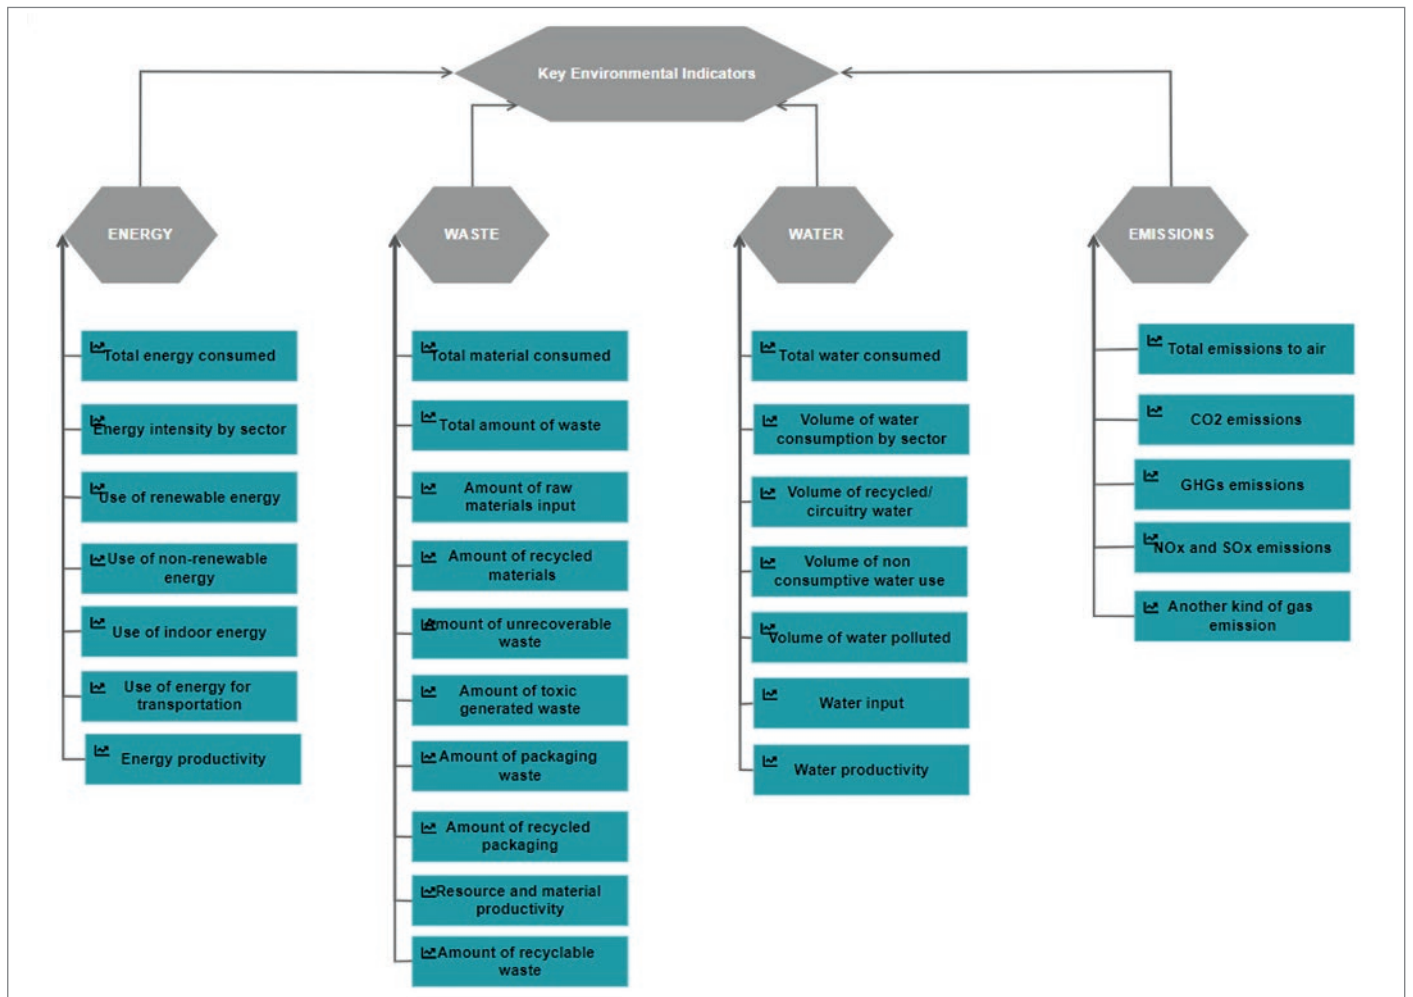 Key Environmental Indicators
ENERGY
Total energy consumed
Energy intensity by sector
Use of renewable energy
Use of non-renewable
energy
Use of indoor energy
Use of energy for
transportation
Energy productivity
WASTE
Total material consumed
Total amount of waste
Amount of raw
materials input
Amount of recycled
materials
Amount of unrecoverable
waste
Amount of toxic
generated waste
Amount of packaging
waste
Amount of recycled
packaging
Resource and material
productivity
Amount of recyclable
waste
WATER
Total water consumed
Volume of water
consumption by sector
Volume of recycled/
circuitry water
Volume of non
consumptive water use
Volume of water polluted
Water input
Water productivity
EMISSIONS
Total emissions to air
CO2 emissions
GHGs emissions
NOx and SOx emissions
Another kind of gas
emission